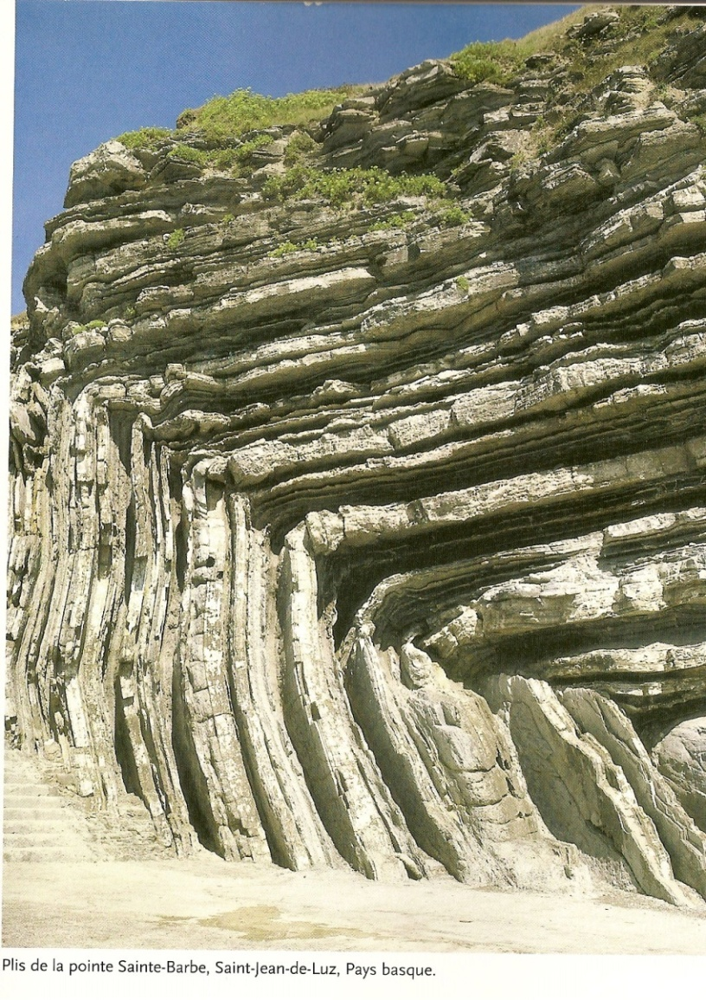 Plis de la pointe Sainte-Barbe, Saint-Jean-de-Luz, Pays basque.